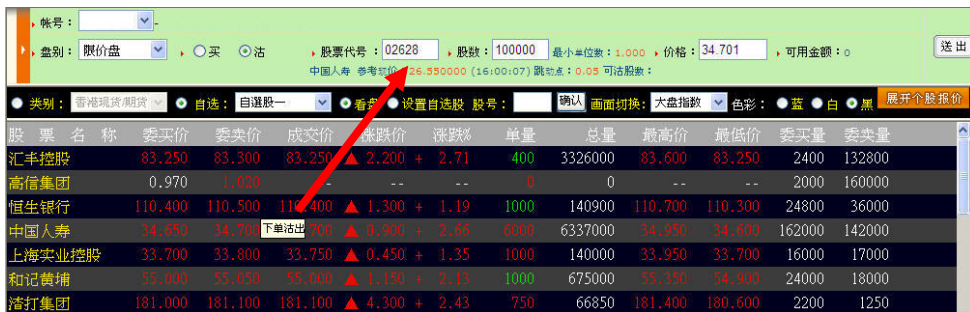 帐号： -
盘别： 限价盘 买 沽 股票代号：02628 股数：100000 最小单位数：1.000 价格：34.701 可用金额：0 送出
中国人寿 参考 26.550000 (16:00:07) 跳动点：0.05 可沽股数：
类别：香港现货/期货 自选：自選股一 看盘 设置自选股 股号： 确认 画面切换：大盘指数 色彩： 蓝 白 黑 展开个股报价
股票名称 委买价 委卖价 成交价 涨跌价 涨跌% 单量 总量 最高价 最低价 委买量 委卖量
汇丰控股 83.250 83.300 83.250 ▲ 2.200 + 2.71 400 3326000 83.600 83.250 2400 132800
高信集团 0.970 1.020 - -- -- 0 0 -- -- 2000 160000
恒生银行 110.400 110.500 110.400 ▲ 1.300 + 1.19 1000 140900 110.700 110.300 24800 36000
中国人寿 34.650 34.700 下单沽出 .700 ▲ 0.900 + 2.66 6000 6337000 34.950 34.600 162000 142000
上海实业控股 33.700 33.800 33.750 ▲ 0.450 + 1.35 1000 140000 33.950 33.700 16000 17000
和记黄埔 55.000 55.050 55.000 ▲ 1.150 + 2.13 1000 675000 55.350 54.900 24000 18000
渣打集团 181.000 181.100 181.100 ▲ 4.300 + 2.43 750 66850 181.400 180.600 2200 1250